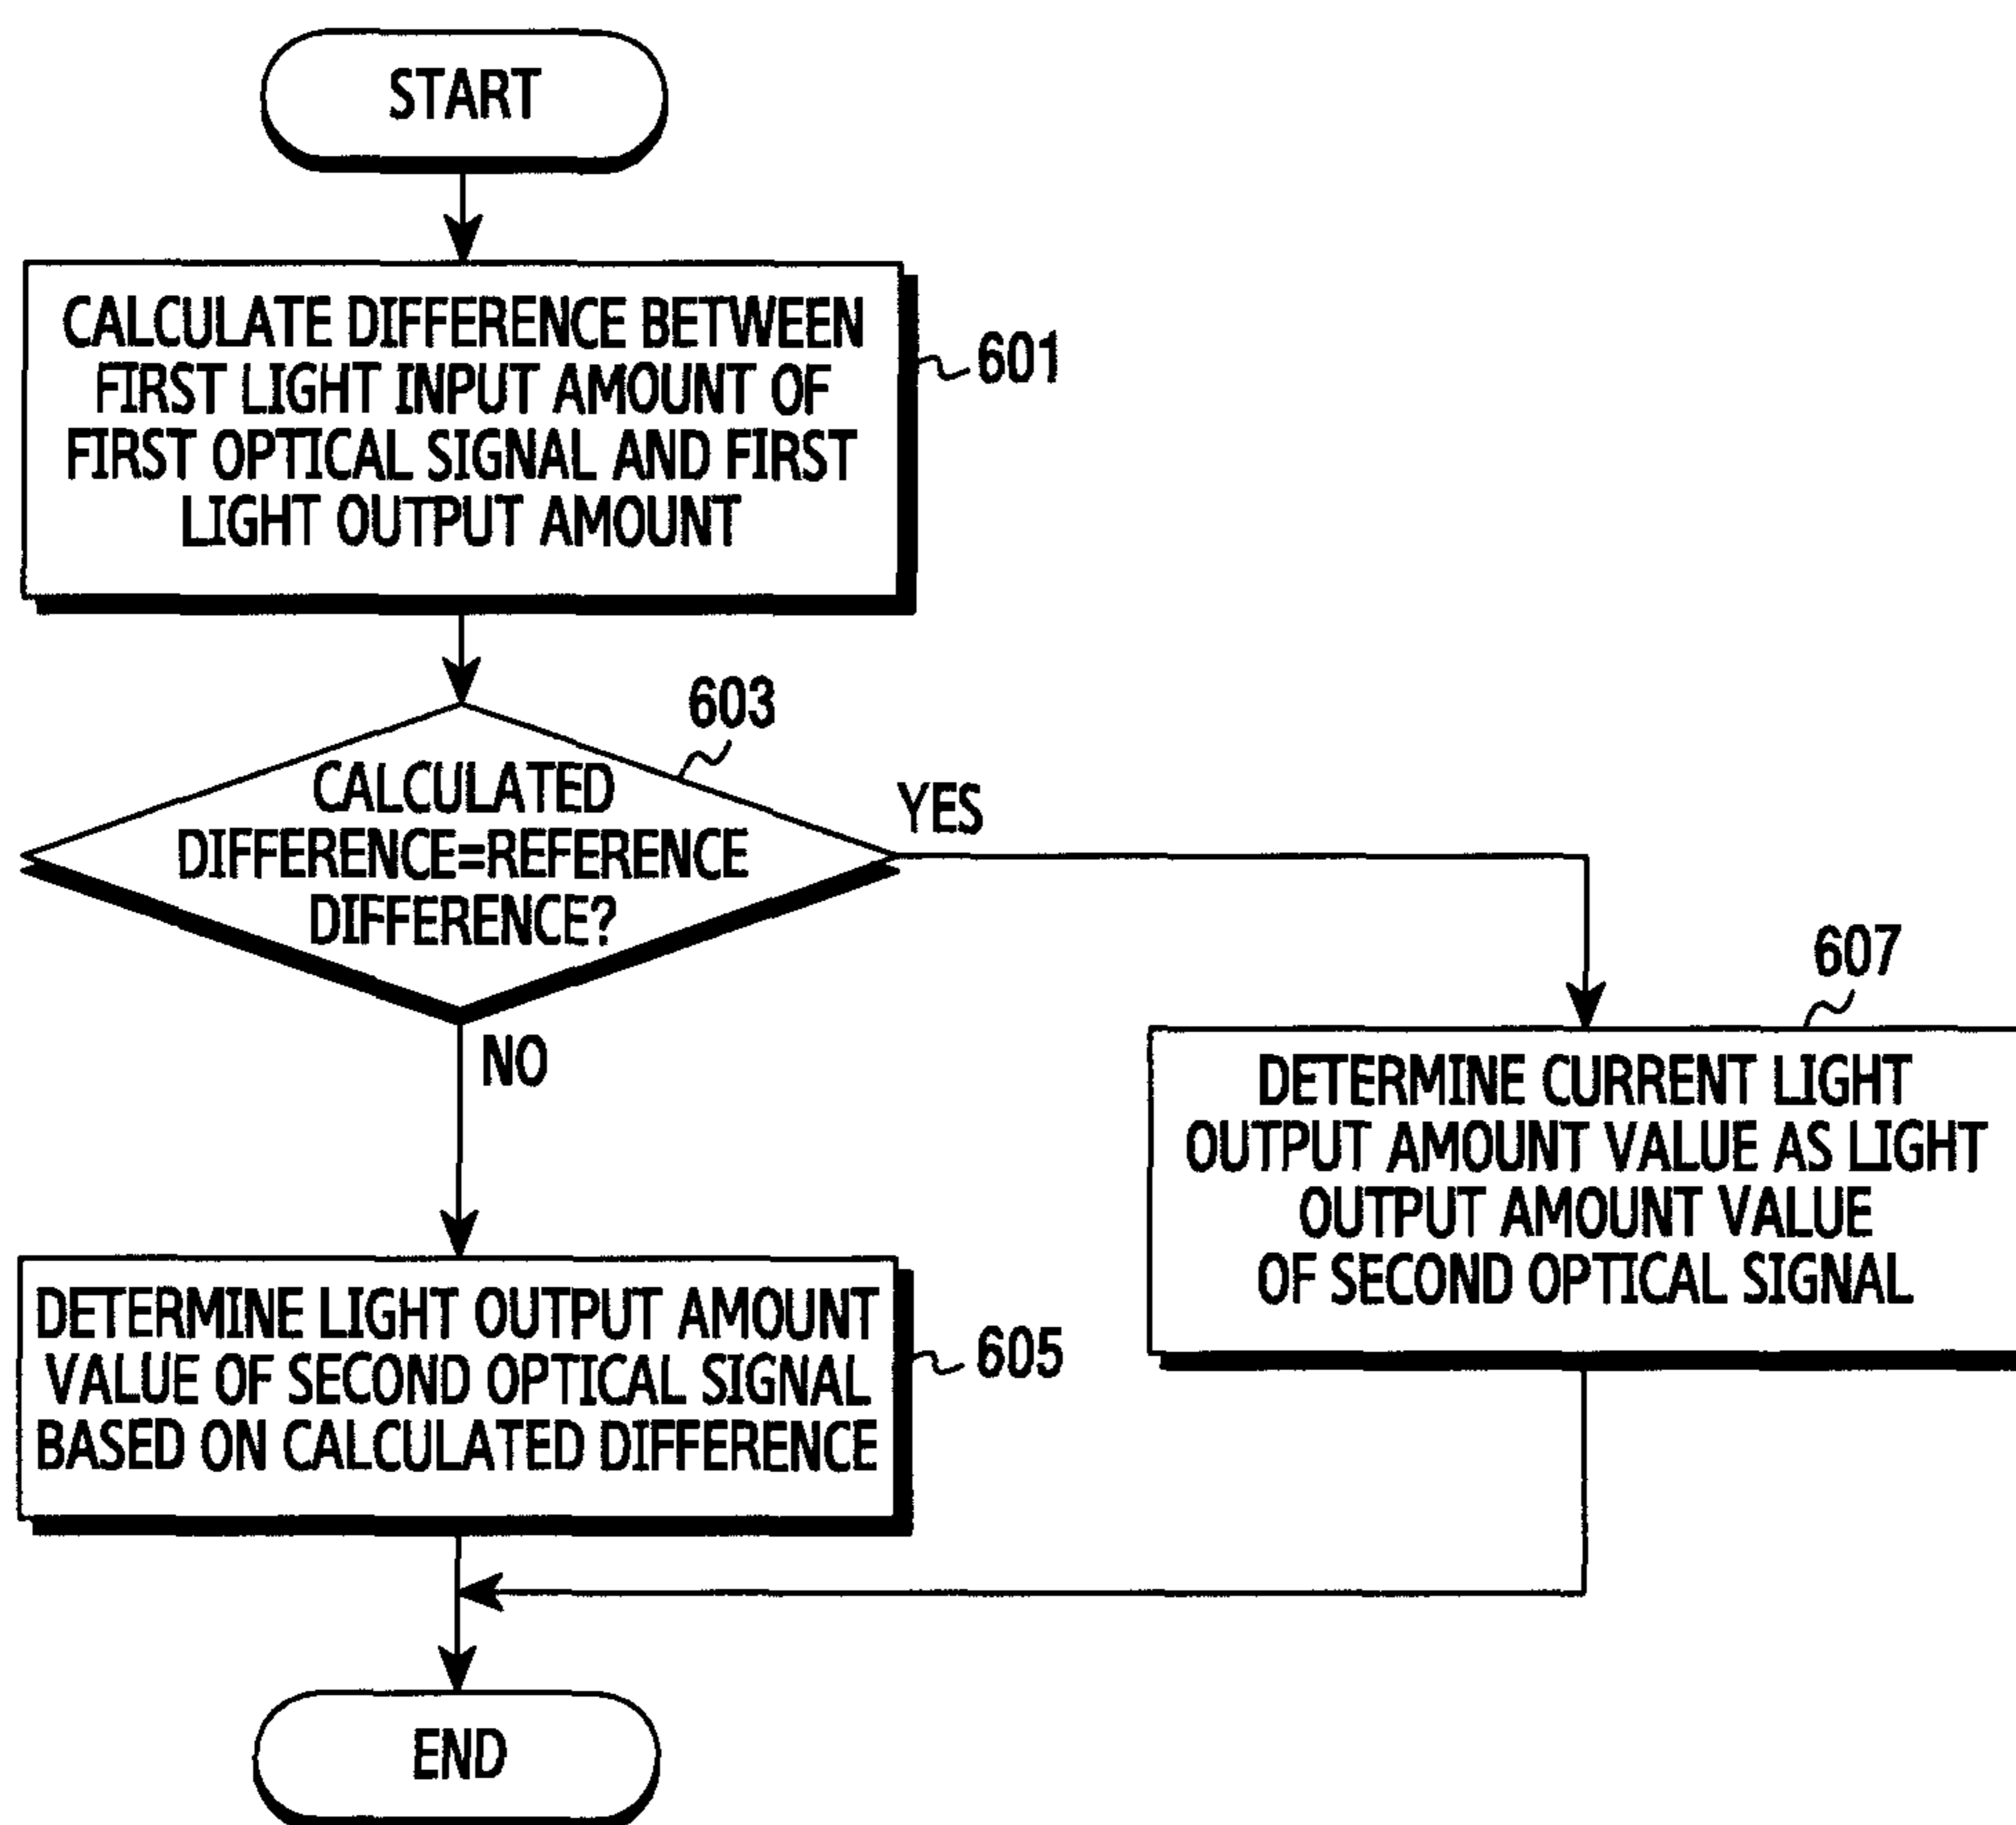 START
CALCULATE DIFFERENCE BETWEEN
FIRST LIGHT INPUT AMOUNT OF
FIRST OPTICAL SIGNAL AND FIRST
LIGHT OUTPUT AMOUNT
601
603
CALCULATED
DIFFERENCE=REFERENCE
DIFFERENCE?
YES
NO
607
DETERMINE CURRENT LIGHT
OUTPUT AMOUNT VALUE AS LIGHT
OUTPUT AMOUNT VALUE
OF SECOND OPTICAL SIGNAL
DETERMINE LIGHT OUTPUT AMOUNT
VALUE OF SECOND OPTICAL SIGNAL
BASED ON CALCULATED DIFFERENCE
605
END